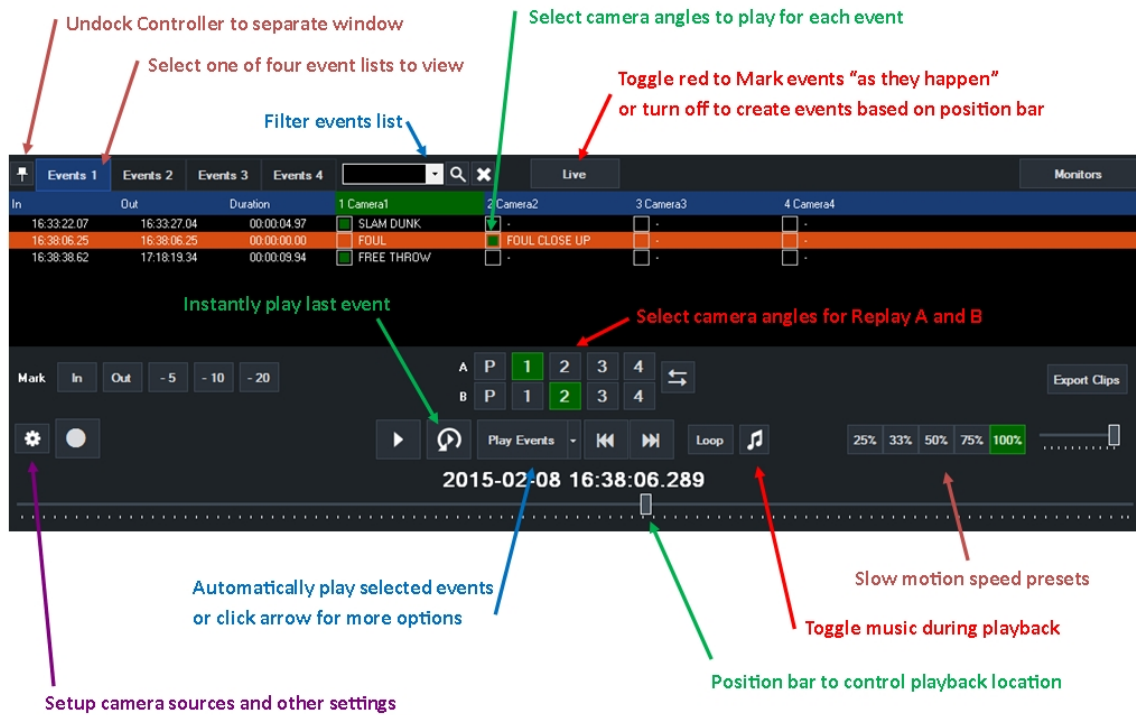 Undock Controller to separate window
Select camera angles to play for each event
Select one of four event lists to view
Toggle red to Mark events “as they happen”
or turn off to create events based on position bar
Filter events list
Events 1 Events 2 Events 3 Events 4 Live Monitors
In Out Duration 1 Camera1 2 Camera2 3 Camera3 4 Camera4
16:33:22.07 16:33:27.04 00:00:04.97 SLAM DUNK - - -
16:38:06.25 16:38:06.25 00:00:00.00 FOUL FOUL CLOSE UP - -
16:38:38.62 17:18:19.34 00:00:09.94 FREE THROW - - -
Instantly play last event
Select camera angles for Replay A and B
Mark In Out - 5 - 10 - 20
A P 1 2 3 4
B P 1 2 3 4
Export Clips
Play Events Loop 25% 33% 50% 75% 100%
2015-02-08 16:38:06.289
Automatically play selected events
or click arrow for more options
Slow motion speed presets
Toggle music during playback
Position bar to control playback location
Setup camera sources and other settings